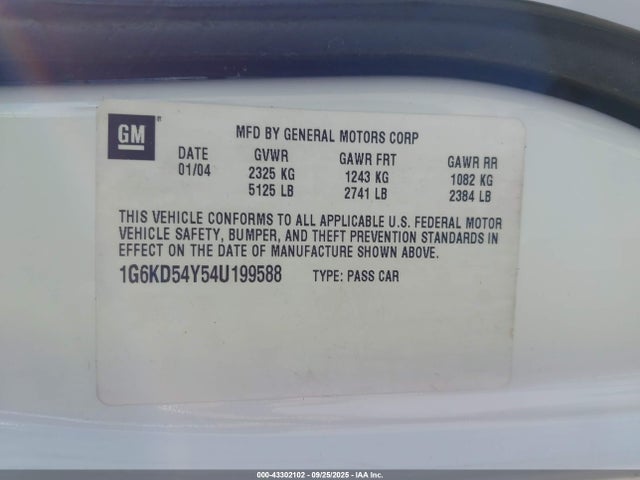 GM
MFD BY GENERAL MOTORS CORP
DATE GVWR GAWR FRT GAWR RR
01/04 2325 KG 1243 KG 1082 KG
5125 LB 2741 LB 2384 LB
THIS VEHICLE CONFORMS TO ALL APPLICABLE U.S. FEDERAL MOTOR
VEHICLE SAFETY, BUMPER, AND THEFT PREVENTION STANDARDS IN
EFFECT ON THE DATE OF MANUFACTURE SHOWN ABOVE.
1G6KD54Y54U199588 TYPE: PASS CAR
000-43302102 - 09/25/2025 - IAA Inc.